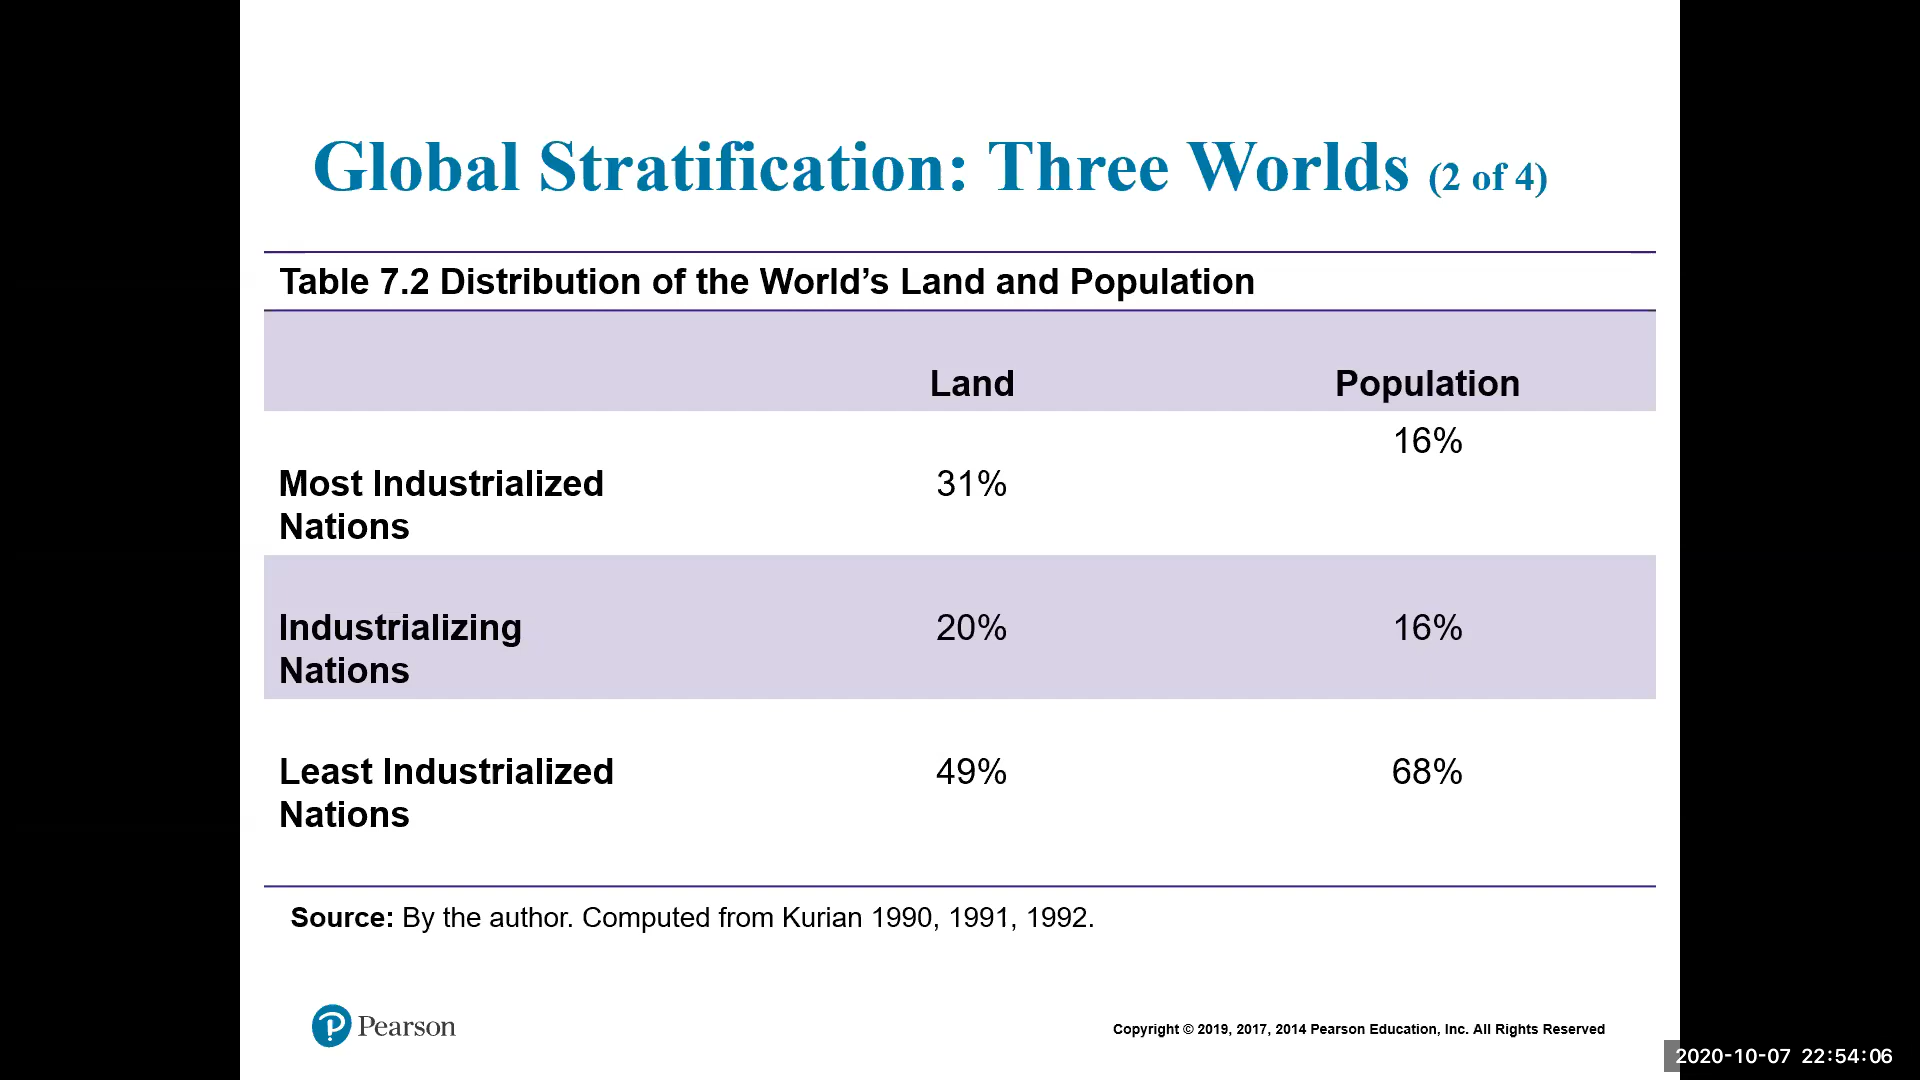 Global Stratification: Three Worlds (2 of 4)
Table 7.2 Distribution of the World’s Land and Population
Land Population
16%
Most Industrialized 31%
Nations
Industrializing 20% 16%
Nations
Least Industrialized 49% 68%
Nations
Source: By the author. Computed from Kurian 1990, 1991, 1992.
Pearson
Copyright © 2019, 2017, 2014 Pearson Education, Inc. All Rights Reserved
2020-10-07 22:54:06